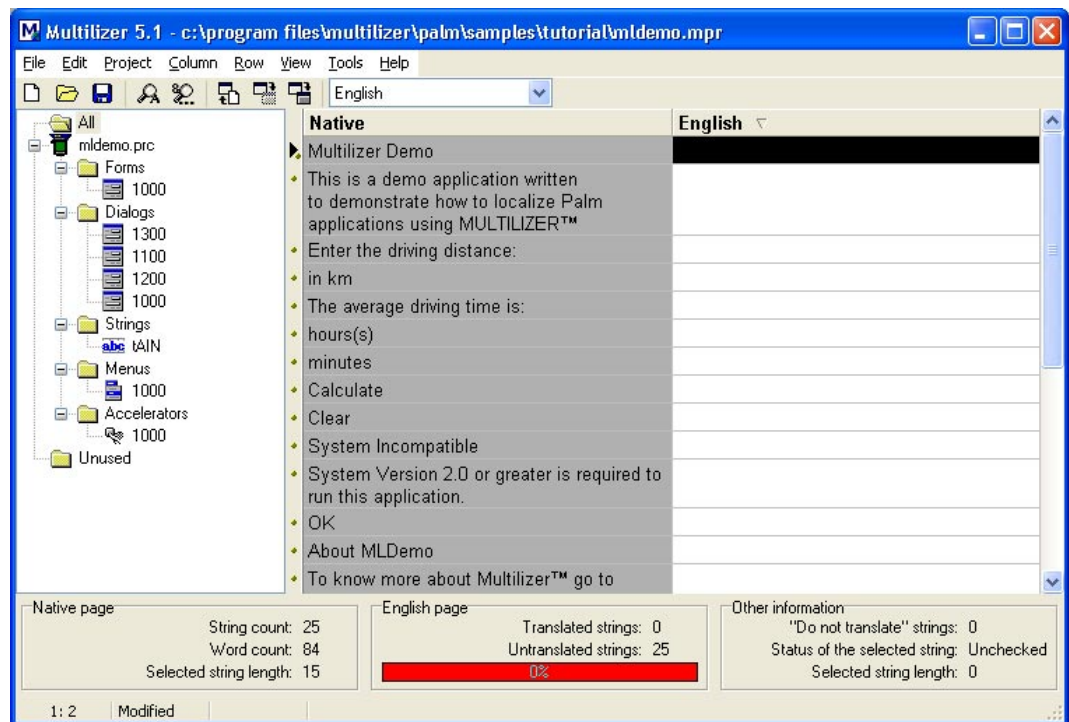 Multilizer 5.1 - c:\program files\multilizer\palm\samples\tutorial\mldemo.mpr
File Edit Project Column Row View Tools Help
English
All
mldemo.prc
Forms
1000
Dialogs
1300
1100
1200
1000
Strings
abc tAIN
Menus
1000
Accelerators
1000
Unused
Native English
Multilizer Demo
This is a demo application written
to demonstrate how to localize Palm
applications using MULTILIZER™
Enter the driving distance:
in km
The average driving time is:
hours(s)
minutes
Calculate
Clear
System Incompatible
System Version 2.0 or greater is required to
run this application.
OK
About MLDemo
To know more about Multilizer™ go to
Native page
String count: 25
Word count: 84
Selected string length: 15
English page
Translated strings: 0
Untranslated strings: 25
0%
Other information
"Do not translate" strings: 0
Status of the selected string: Unchecked
Selected string length: 0
1: 2 Modified